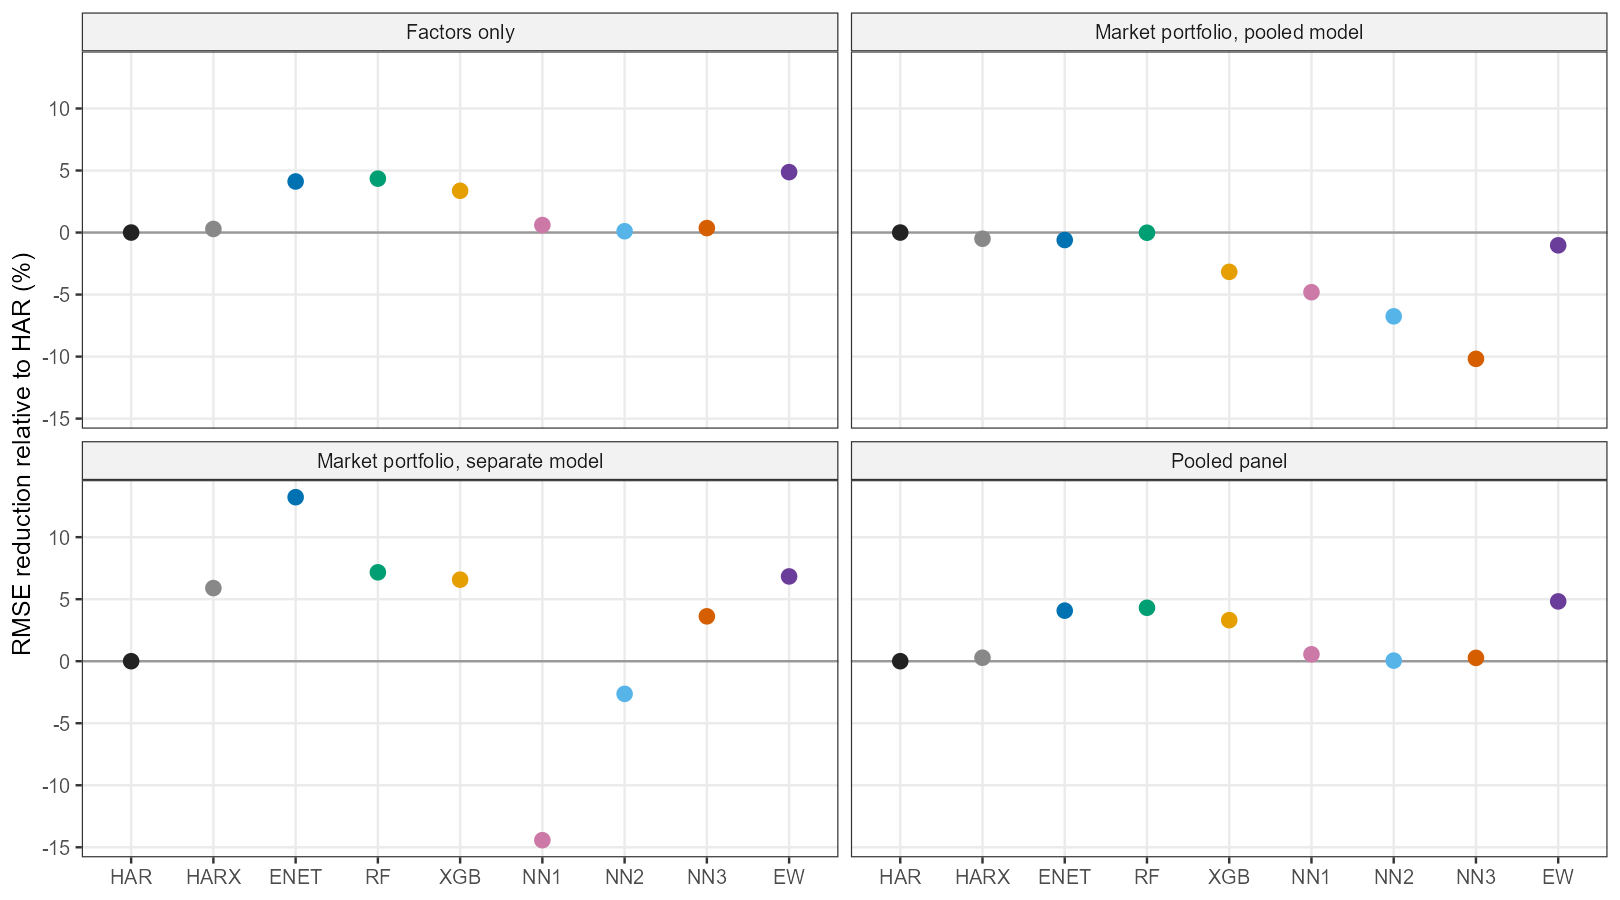 Factors only
Market portfolio, pooled model
10
5
0
-5
-10
-15
RMSE reduction relative to HAR (%)
Market portfolio, separate model
Pooled panel
10
5
0
-5
-10
-15
HAR HARX ENET RF XGB NN1 NN2 NN3 EW
HAR HARX ENET RF XGB NN1 NN2 NN3 EW